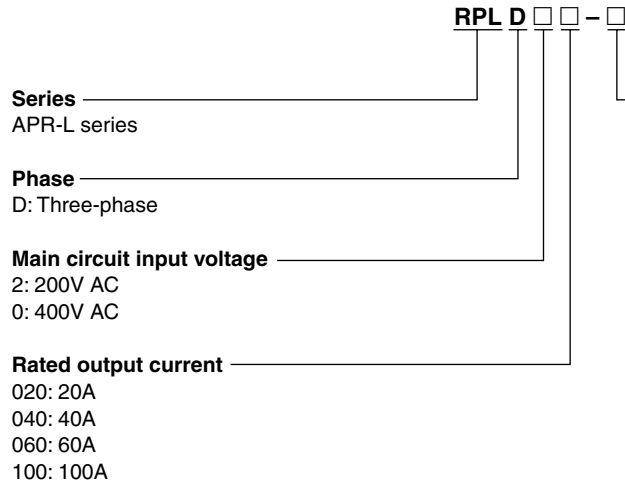 RPL D □ □ – □
Series
APR-L series
Phase
D: Three-phase
Main circuit input voltage
2: 200V AC
0: 400V AC
Rated output current
020: 20A
040: 40A
060: 60A
100: 100A